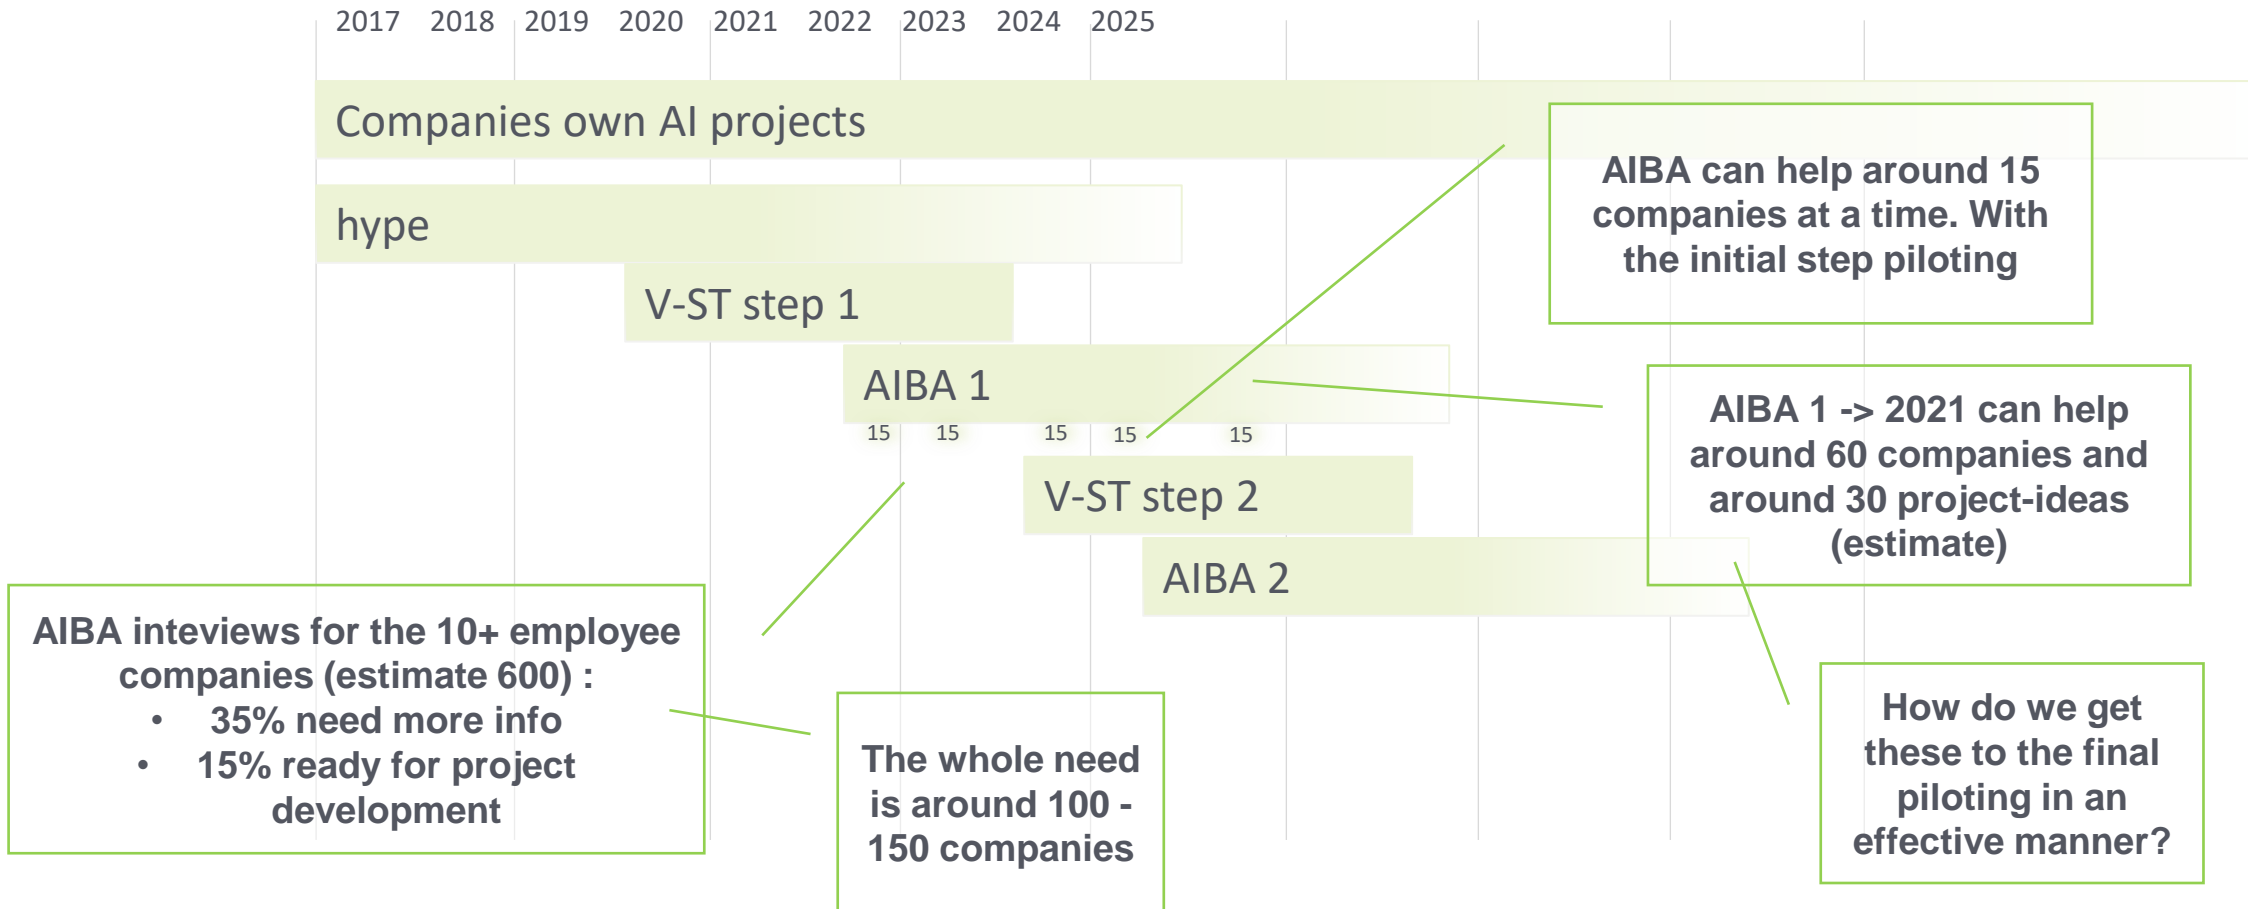 2017 2018 2019 2020 2021 2022 2023 2024 2025
Companies own AI projects
hype
V-ST step 1
AIBA 1
15 15 15 15 15
V-ST step 2
AIBA 2
AIBA can help around 15
companies at a time. With
the initial step piloting
AIBA 1 -> 2021 can help
around 60 companies and
around 30 project-ideas
(estimate)
AIBA inteviews for the 10+ employee
companies (estimate 600) :
• 35% need more info
• 15% ready for project
development
The whole need
is around 100 -
150 companies
How do we get
these to the final
piloting in an
effective manner?